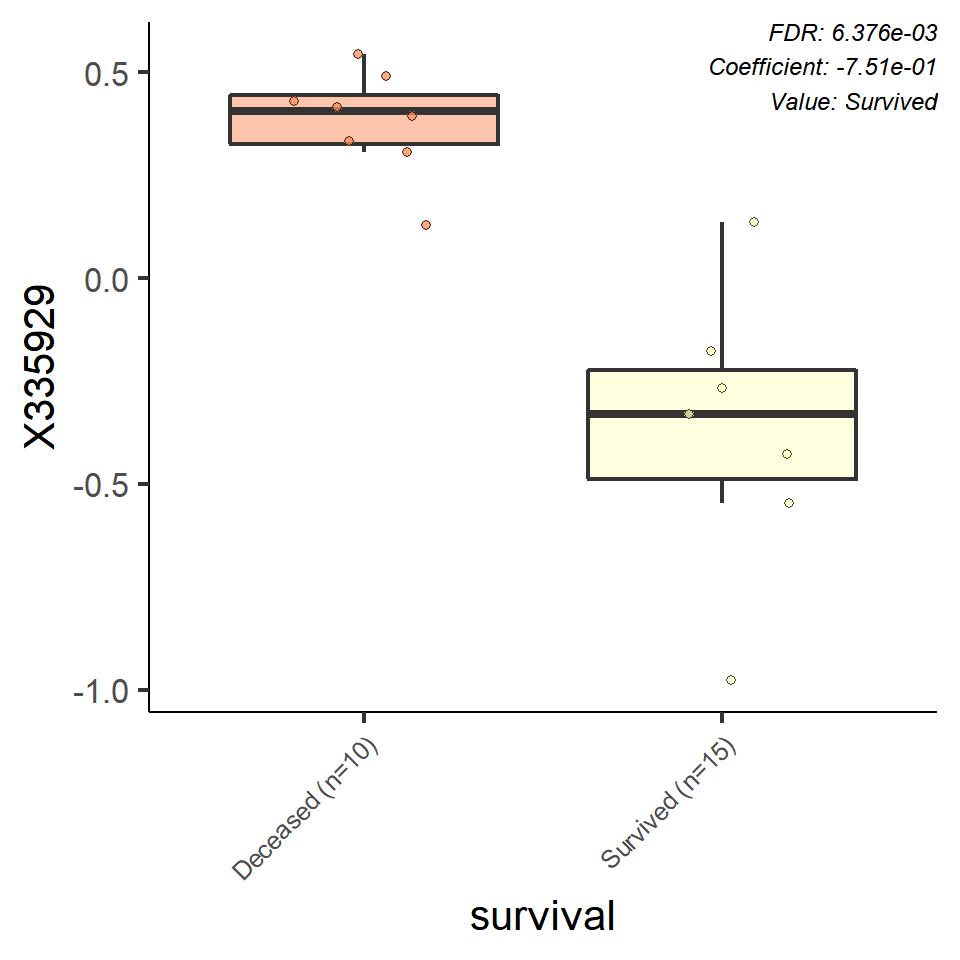 FDR: 6.376e-03
Coefficient: -7.51e-01
Value: Survived
X335929
0.5
0.0
-0.5
-1.0
Deceased (n=10)
Survived (n=15)
survival